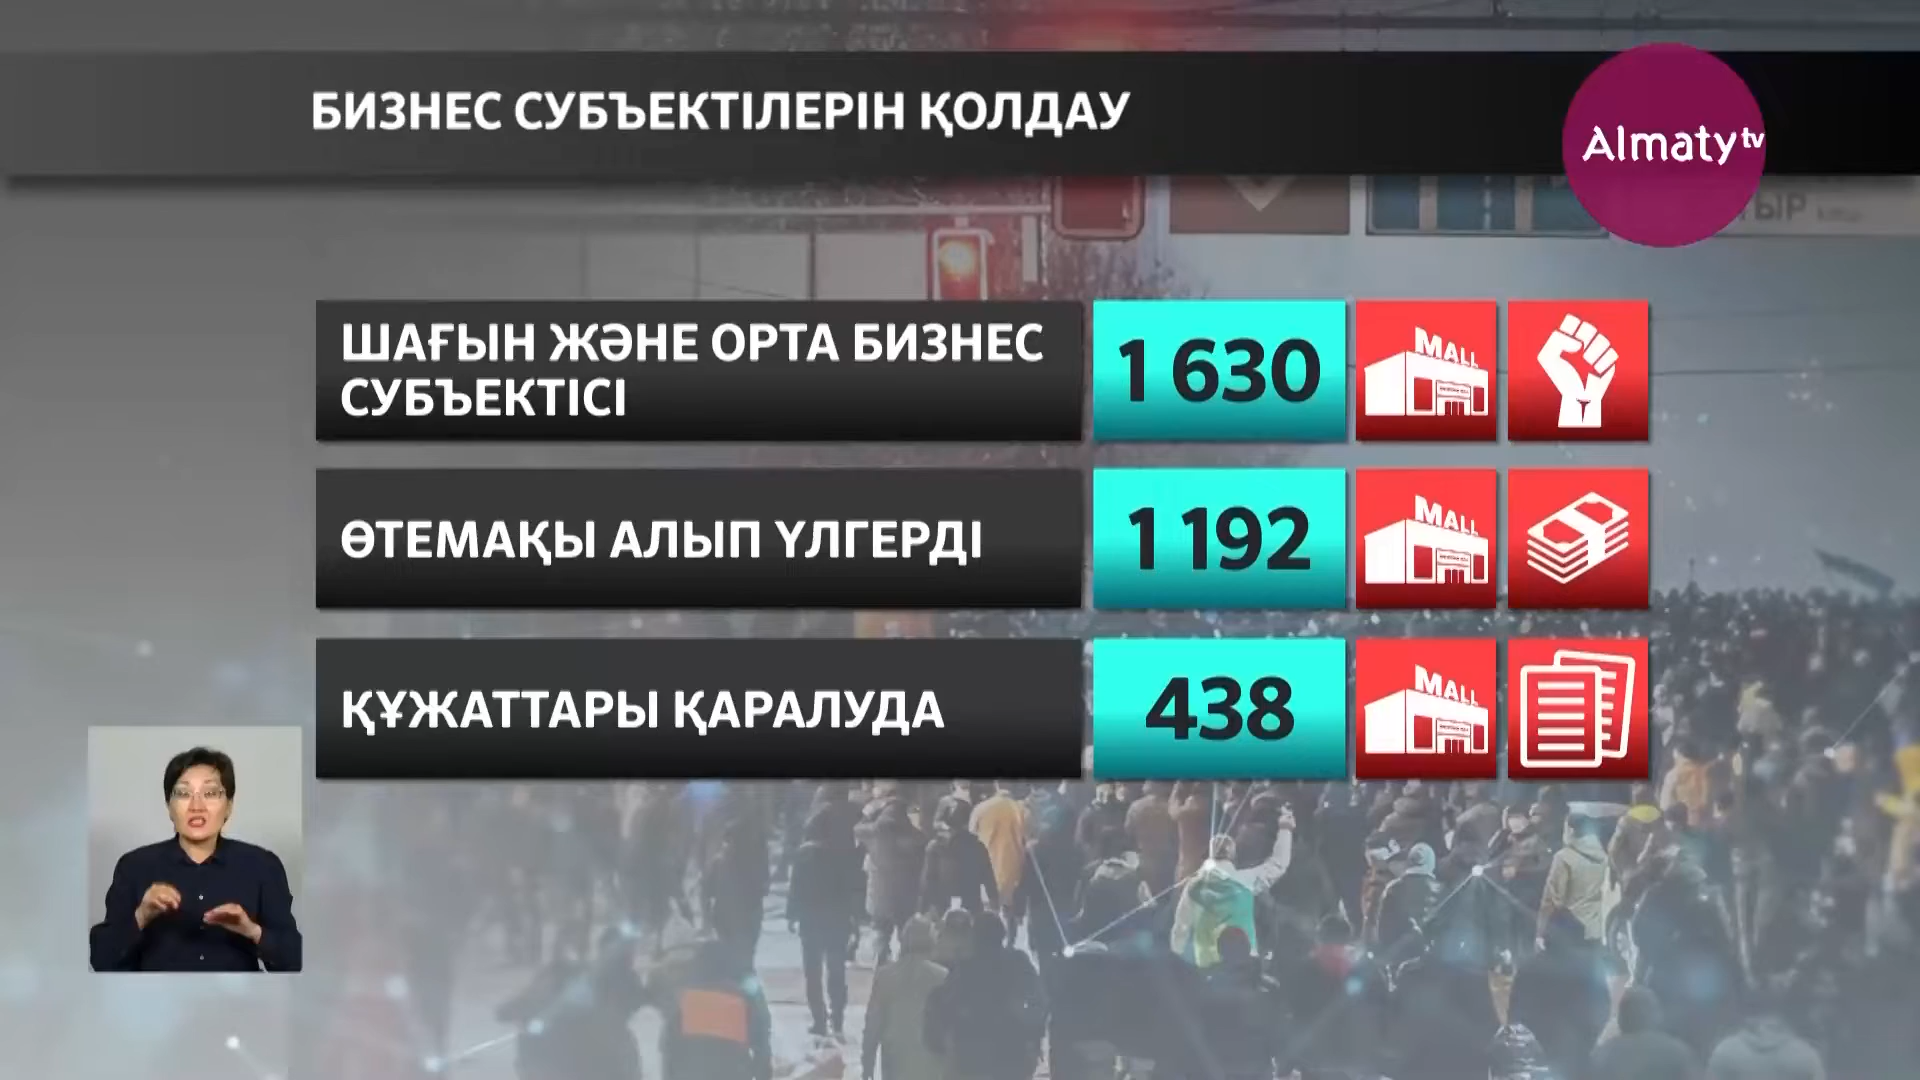 БИЗНЕС СУБЪЕКТІЛЕРІН ҚОЛДАУ
Almaty tv
ШАҒЫН ЖӘНЕ ОРТА БИЗНЕС
СУБЪЕКТІСІ
1 630
MALL
ӨТЕМАҚЫ АЛЫП ҮЛГЕРДІ
1 192
MALL
ҚҰЖАТТАРЫ ҚАРАЛУДА
438
MALL